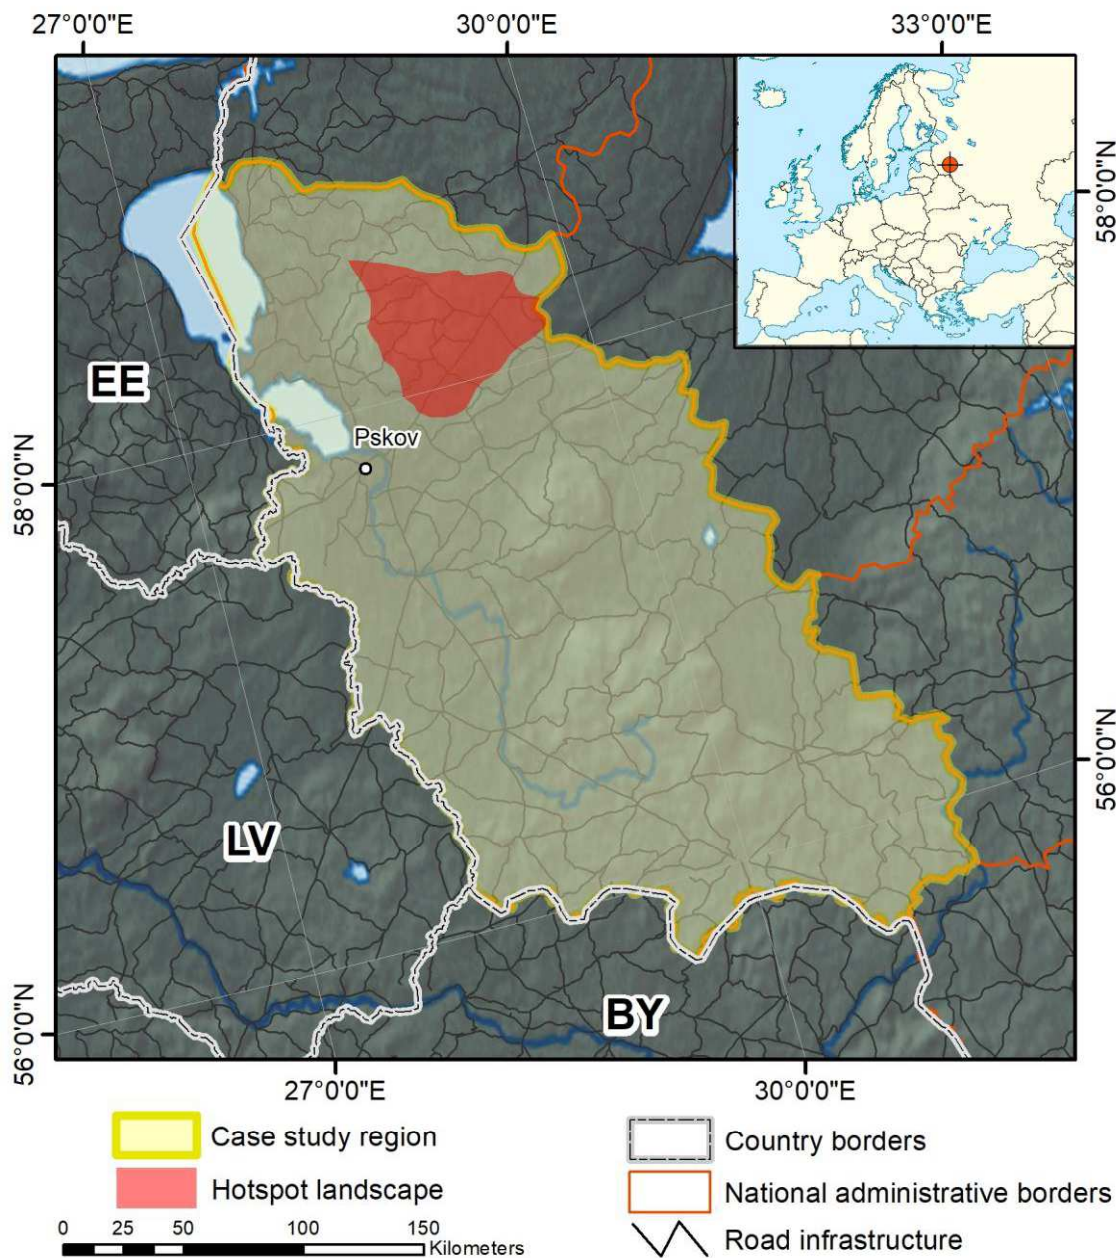 27°0'0"E 30°0'0"E 33°0'0"E
58°0'0"N
EE
Pskov
58°0'0"N
56°0'0"N
LV
BY
56°0'0"N
27°0'0"E 30°0'0"E
Case study region Country borders
Hotspot landscape National administrative borders
0 25 50 100 150
Kilometers Road infrastructure